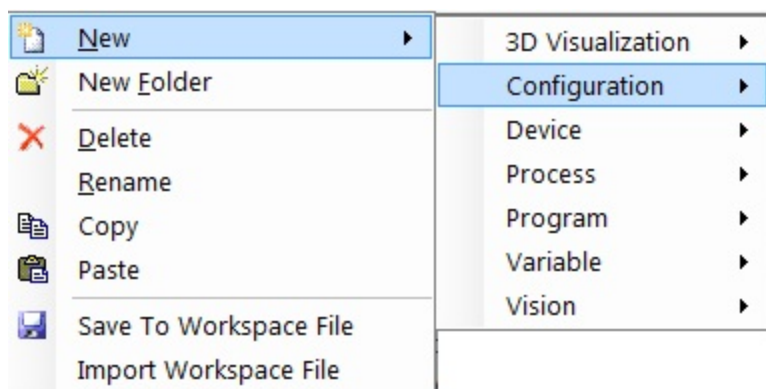 New
New Folder
Delete
Rename
Copy
Paste
Save To Workspace File
Import Workspace File
3D Visualization
Configuration
Device
Process
Program
Variable
Vision